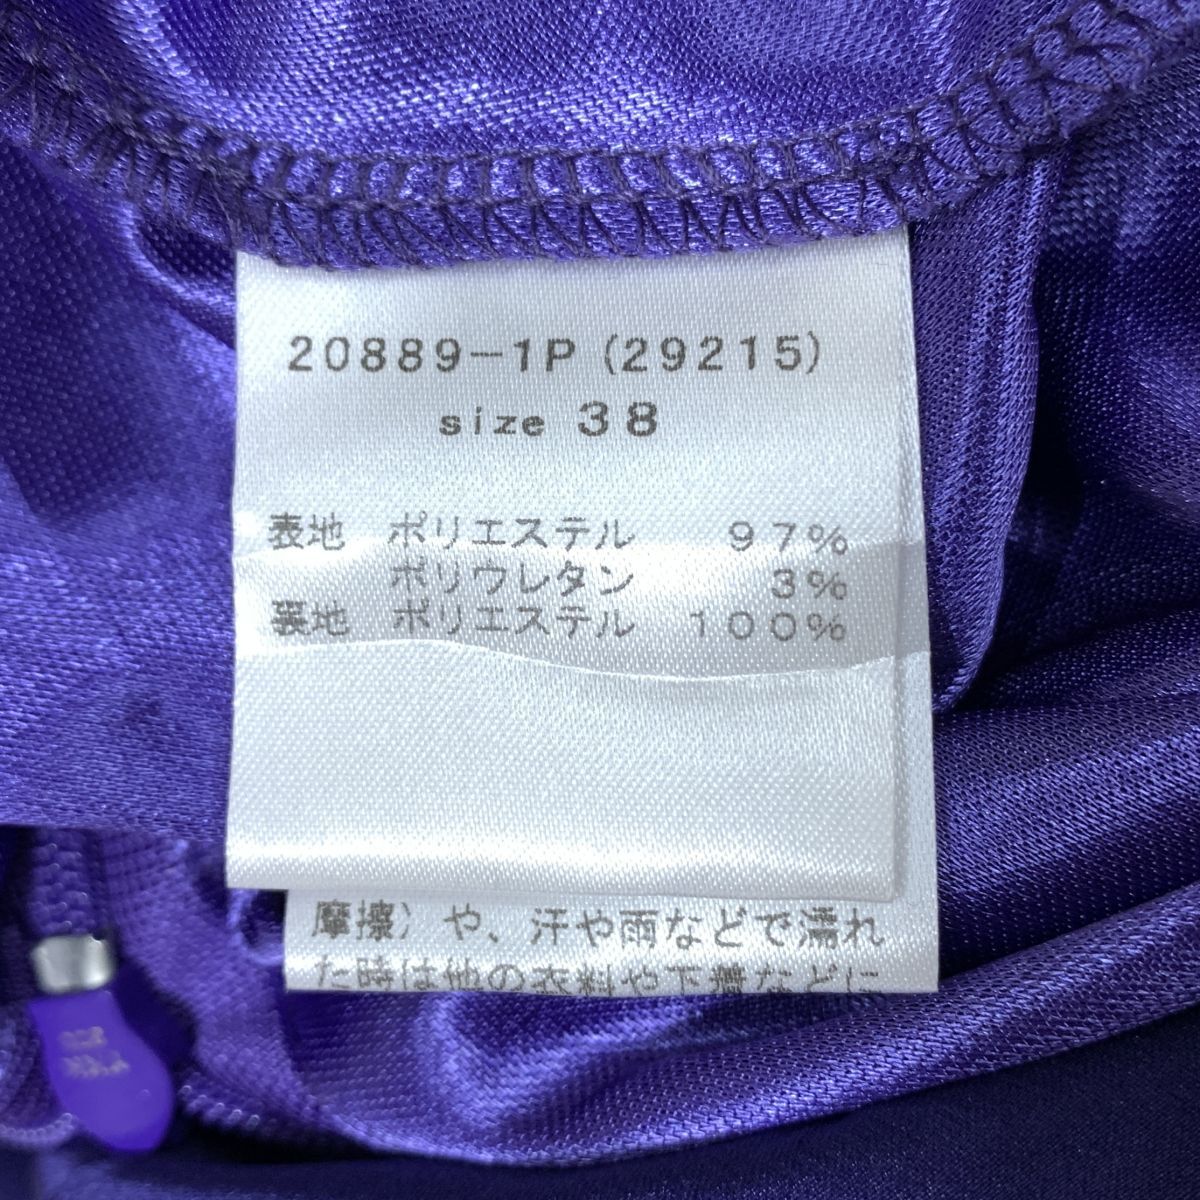 20889-1P (29215)
size 38
表地 ポリエステル 97%
ポリウレタン 3%
裏地 ポリエステル 100%
摩擦)や、汗や雨などで濡れ
た時は他の衣料や下着などに